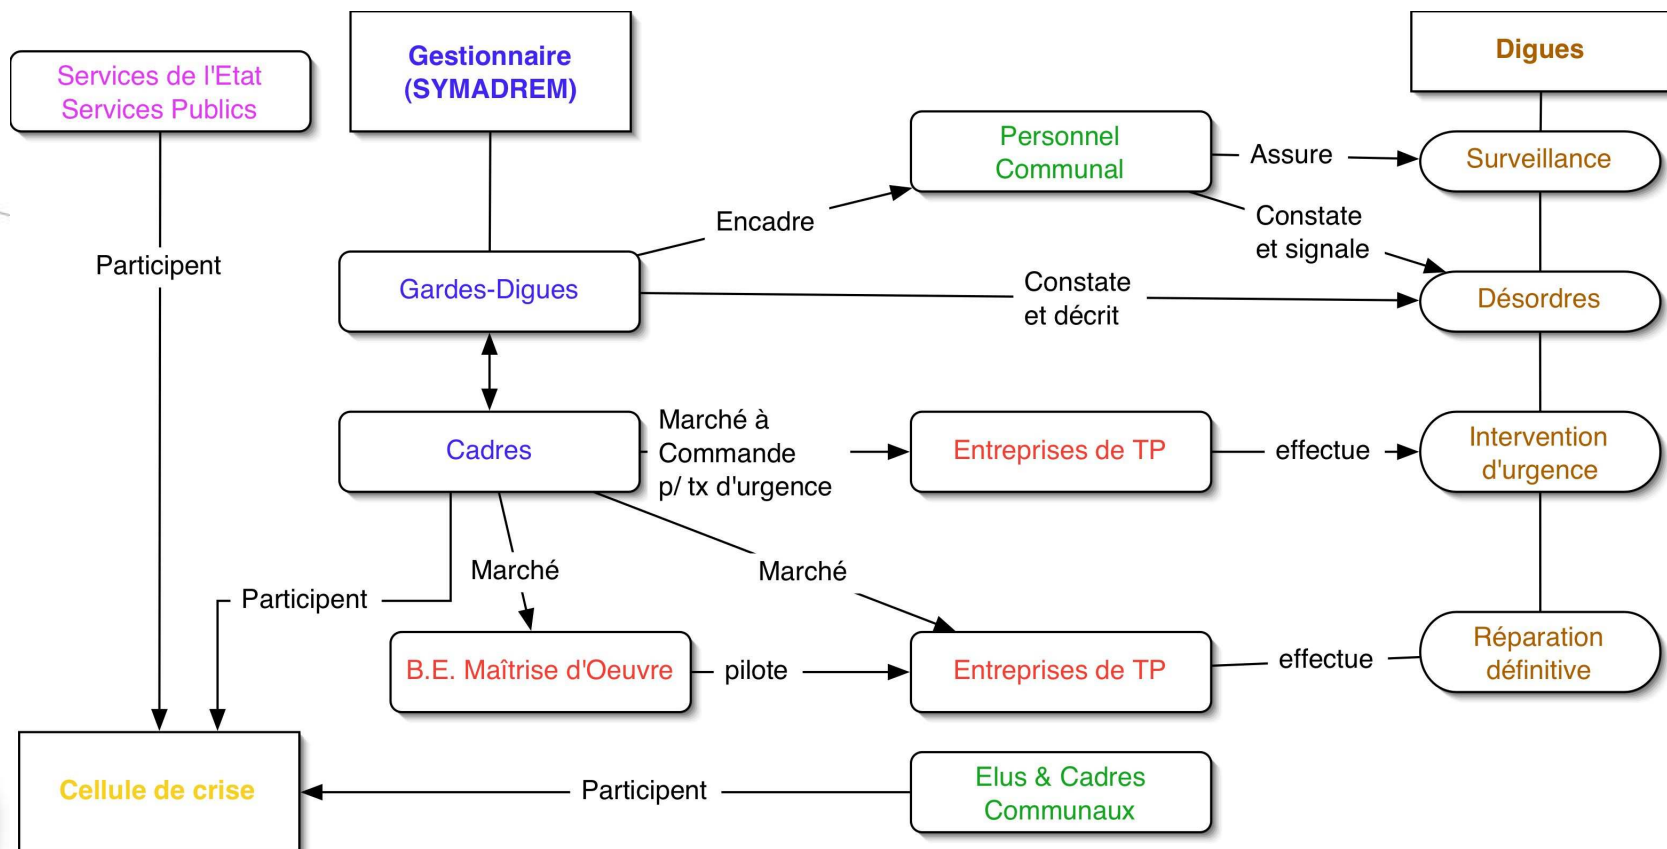 Services de l'Etat
Services Publics
Gestionnaire
(SYMADREM)
Digues
Personnel
Communal
Assure
Surveillance
Encadre
Constate
et signale
Participent
Gardes-Digues
Constate
et décrit
Désordres
Cadres
Marché à
Commande
p/ tx d'urgence
Entreprises de TP
effectue
Intervention
d'urgence
Marché
Marché
Participent
B.E. Maîtrise d'Oeuvre
pilote
Entreprises de TP
effectue
Réparation
définitive
Cellule de crise
Participent
Elus & Cadres
Communaux